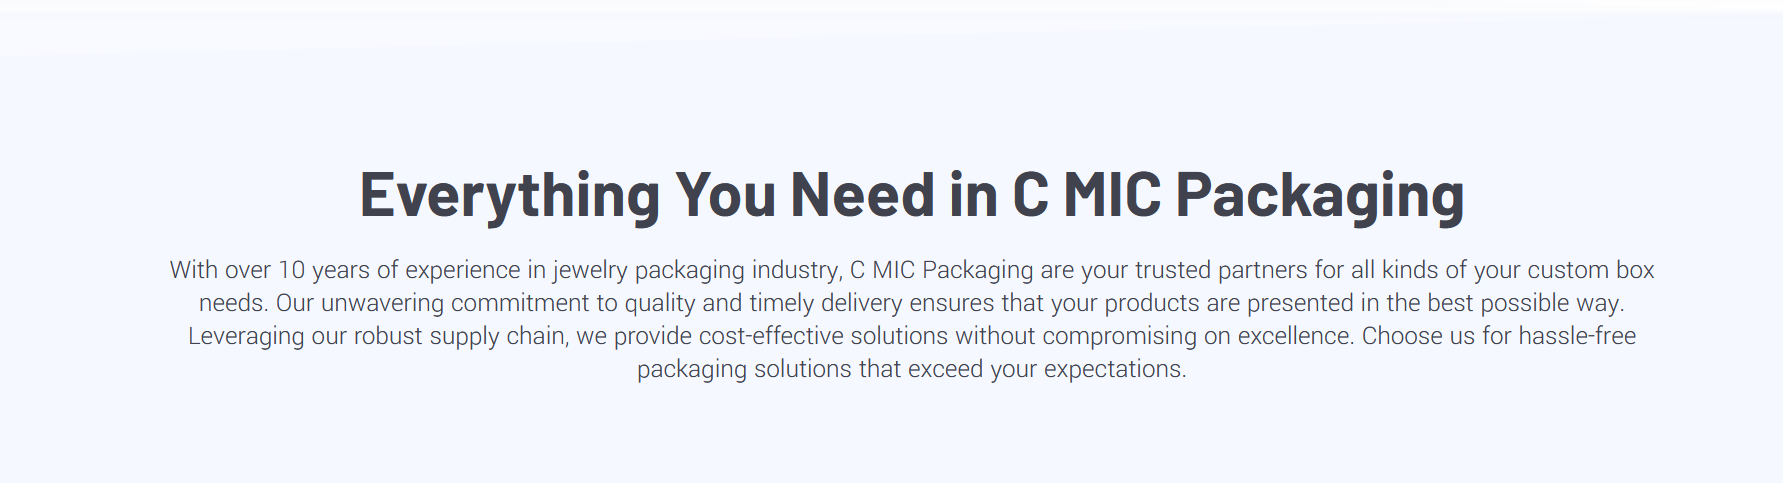 Everything You Need in C MIC Packaging
With over 10 years of experience in jewelry packaging industry, C MIC Packaging are your trusted partners for all kinds of your custom box
needs. Our unwavering commitment to quality and timely delivery ensures that your products are presented in the best possible way.
Leveraging our robust supply chain, we provide cost-effective solutions without compromising on excellence. Choose us for hassle-free
packaging solutions that exceed your expectations.